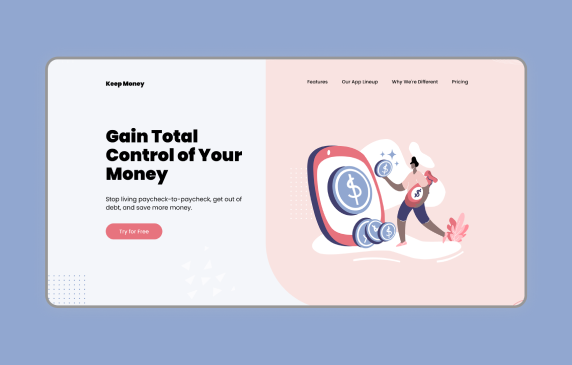 Keep Money
Features
Our App Lineup
Why We're Different
Pricing
Gain Total
Control of Your
Money
Stop living paycheck-to-paycheck, get out of
debt, and save more money.
Try for Free